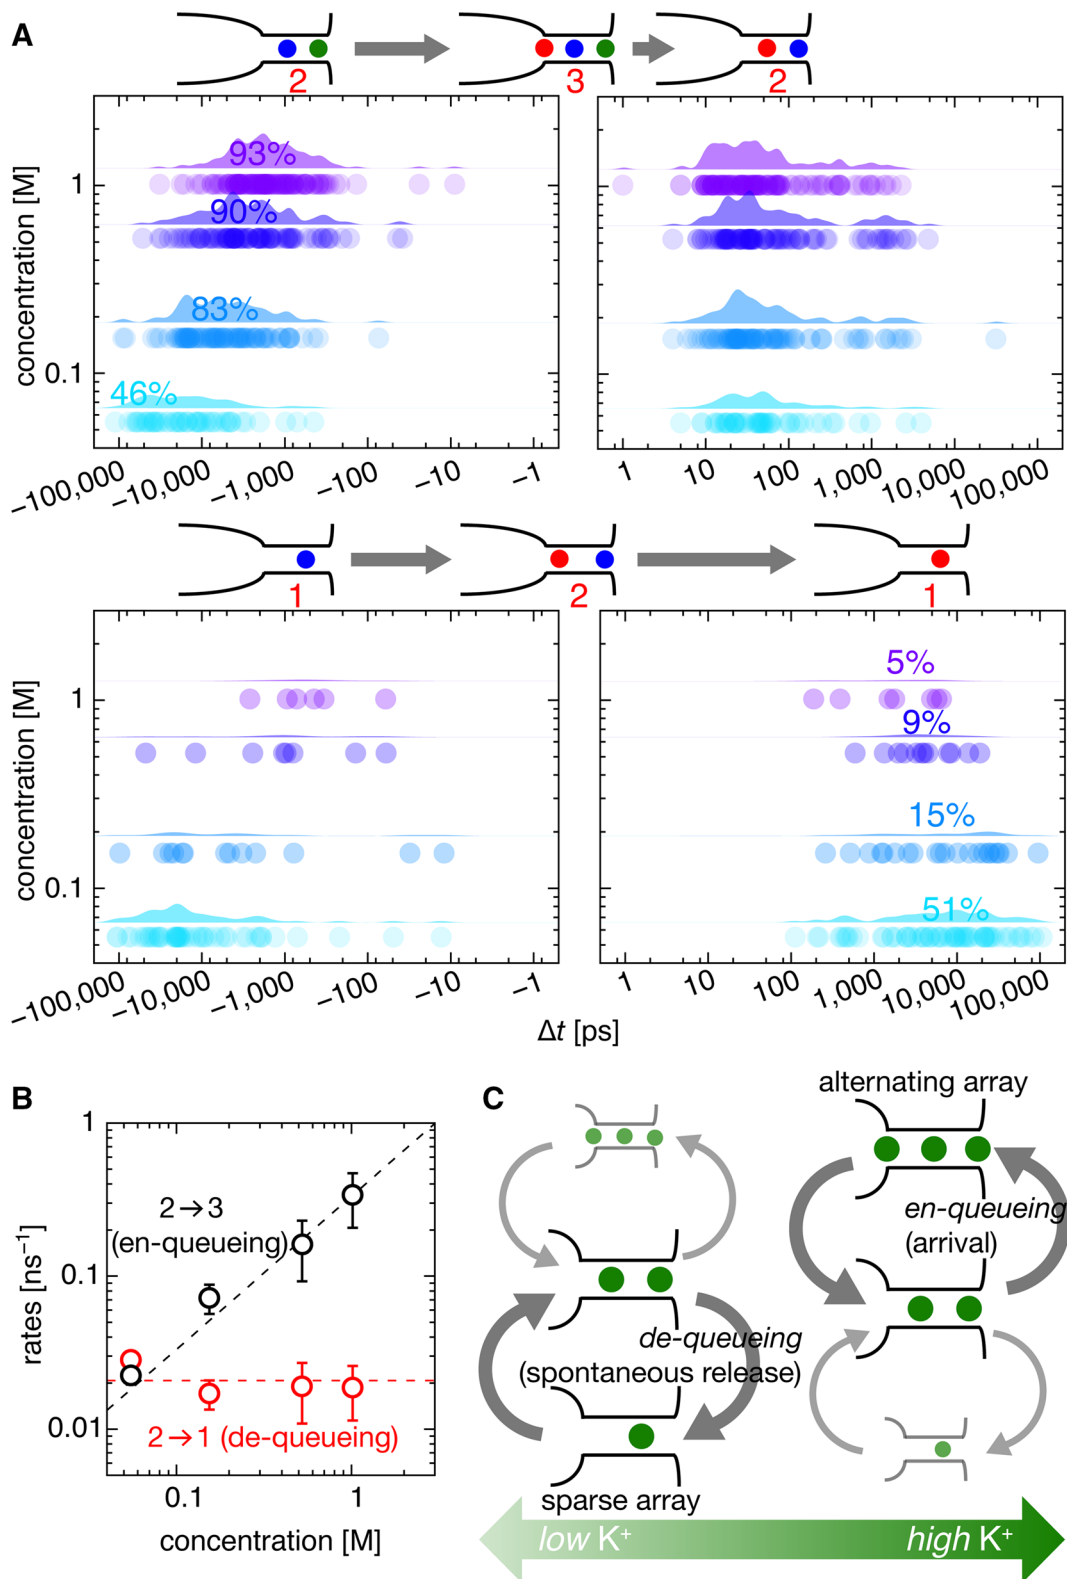 A
2
3
2
concentration [M]
1
0.1
93%
90%
83%
46%
−100,000
−10,000
−1,000
−100
−10
−1
1
10
100
1,000
10,000
100,000
1
2
1
concentration [M]
1
0.1
5%
9%
15%
51%
−100,000
−10,000
−1,000
−100
−10
−1
1
10
100
1,000
10,000
100,000
Δt [ps]
B
rates [ns⁻¹]
1
0.1
0.01
2→3
(en-queueing)
2→1 (de-queueing)
0.1
1
concentration [M]
C
alternating array
en-queueing
(arrival)
de-queueing
(spontaneous release)
sparse array
low K⁺
high K⁺